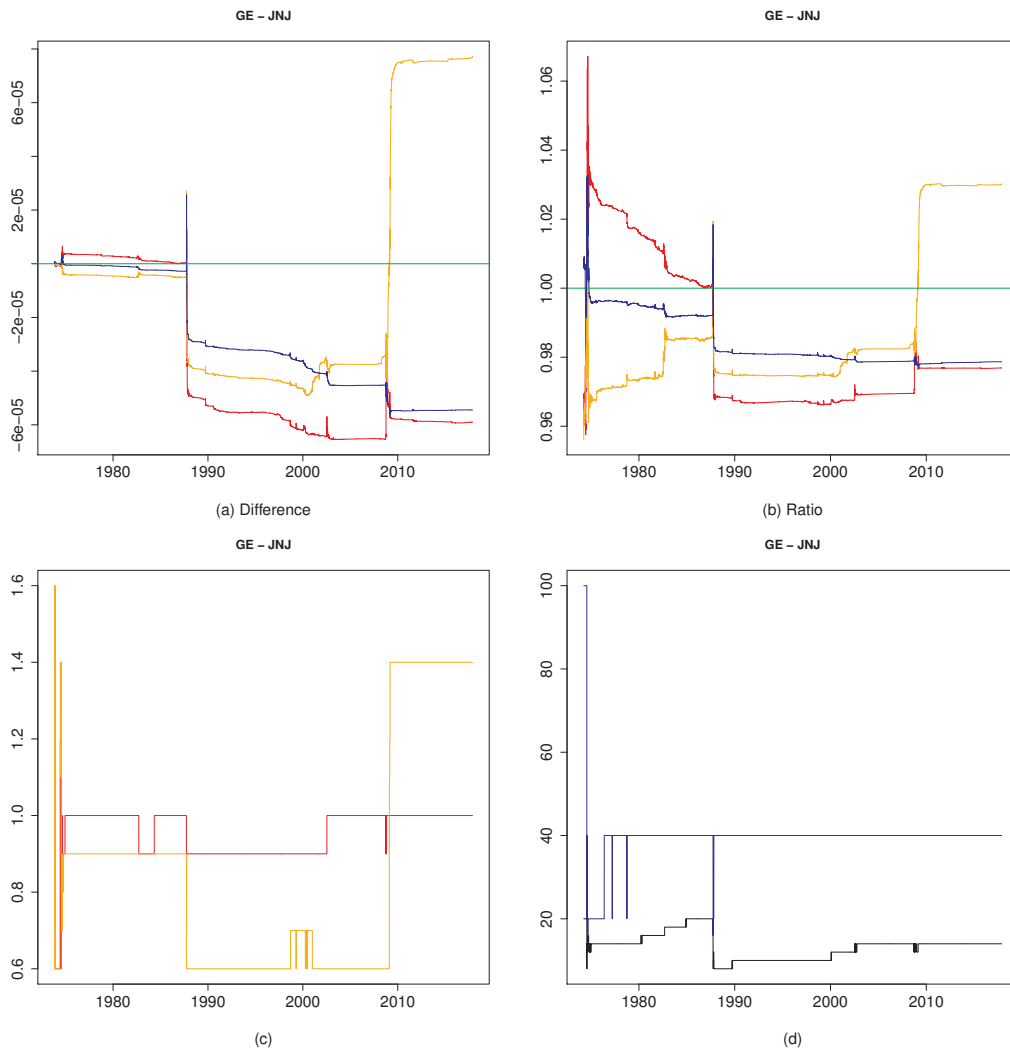 GE – JNJ
6e−05
2e−05
−2e−05
−6e−05
1980 1990 2000 2010
(a) Difference
GE – JNJ
1.06
1.04
1.02
1.00
0.98
0.96
1980 1990 2000 2010
(b) Ratio
GE – JNJ
1.6
1.4
1.2
1.0
0.8
0.6
1980 1990 2000 2010
(c)
GE – JNJ
100
80
60
40
20
1980 1990 2000 2010
(d)